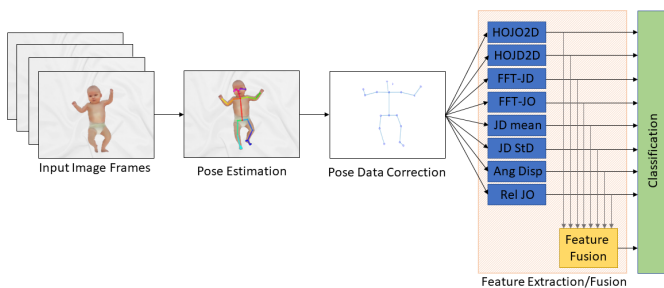 HOJO2D
HOJD2D
FFT-JD
FFT-JO
JD mean
JD StD
Ang Disp
Rel JO
Feature
Fusion
Classification
Input Image Frames
Pose Estimation
Pose Data Correction
Feature Extraction/Fusion